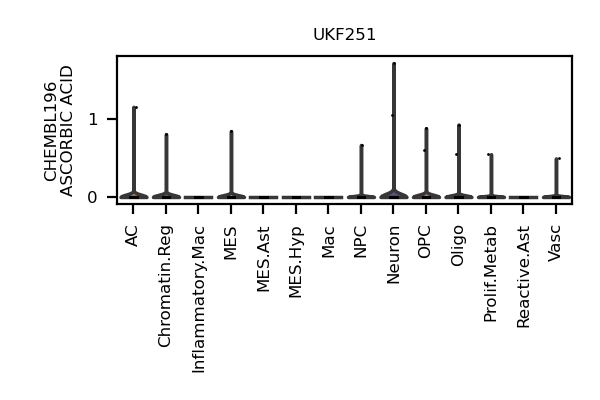 UKF251
CHEMBL196
ASCORBIC ACID
1
0
AC
Chromatin.Reg
Inflammatory.Mac
MES
MES.Ast
MES.Hyp
Mac
NPC
Neuron
OPC
Oligo
Prolif.Metab
Reactive.Ast
Vasc